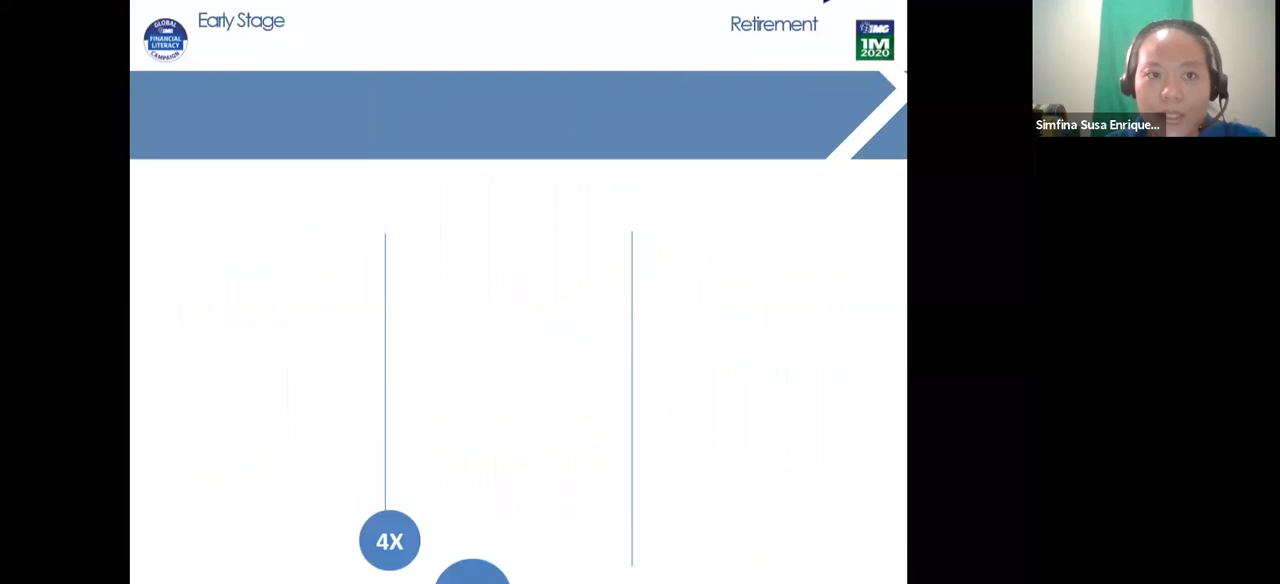 Early Stage
Retirement
GLOBAL
IMG
FINANCIAL
LITERACY
CAMPAIGN
IMG
1M
2020
Simfina Susa Enrique...
4X